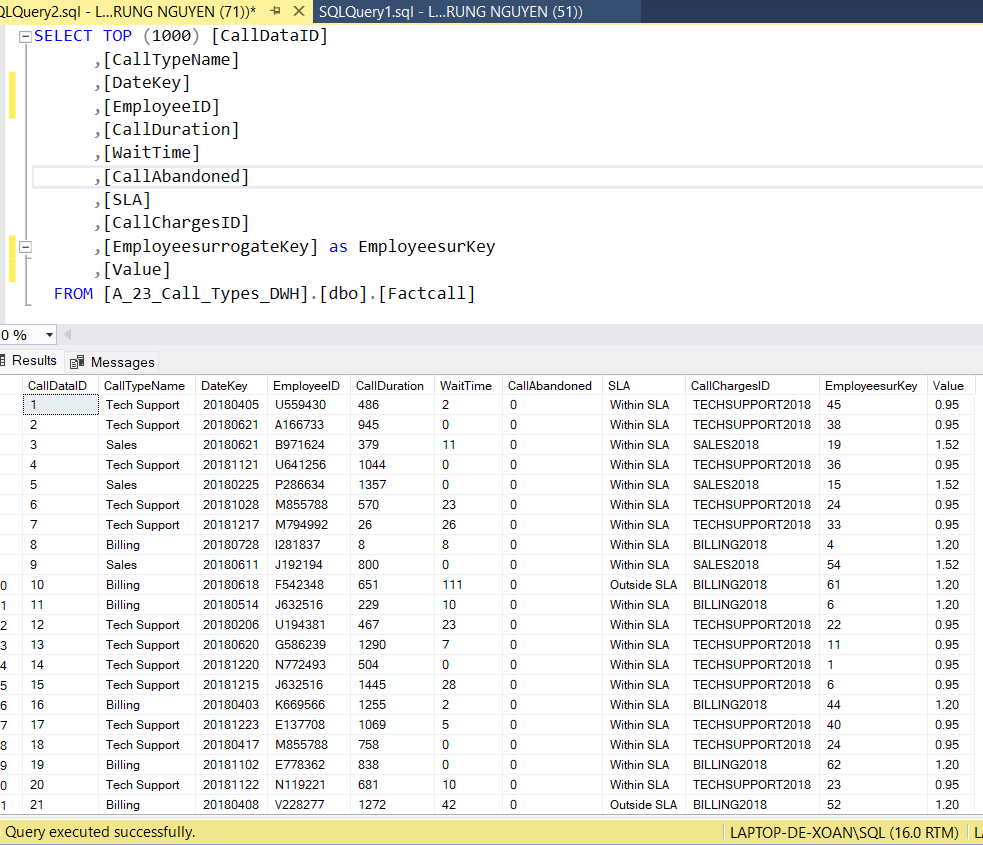 QLQuery2.sql - L...RUNG NGUYEN (71))* SQLQuery1.sql - L...RUNG NGUYEN (51))
SELECT TOP (1000) [CallDataID]
,[CallTypeName]
,[DateKey]
,[EmployeeID]
,[CallDuration]
,[WaitTime]
,[CallAbandoned]
,[SLA]
,[CallChargesID]
,[EmployeesurrogateKey] as EmployeesurKey
,[Value]
FROM [A_23_Call_Types_DWH].[dbo].[Factcall]
0 %
Results Messages
CallDataID CallTypeName DateKey EmployeeID CallDuration WaitTime CallAbandoned SLA CallChargesID EmployeesurKey Value
1 Tech Support 20180405 U559430 486 2 0 Within SLA TECHSUPPORT2018 45 0.95
2 Tech Support 20180621 A166733 945 0 0 Within SLA TECHSUPPORT2018 38 0.95
3 Sales 20180621 B971624 379 11 0 Within SLA SALES2018 19 1.52
4 Tech Support 20181121 U641256 1044 0 0 Within SLA TECHSUPPORT2018 36 0.95
5 Sales 20180225 P286634 1357 0 0 Within SLA SALES2018 15 1.52
6 Tech Support 20181028 M855788 570 23 0 Within SLA TECHSUPPORT2018 24 0.95
7 Tech Support 20181217 M794992 26 26 0 Within SLA TECHSUPPORT2018 33 0.95
8 Billing 20180728 I281837 8 8 0 Within SLA BILLING2018 4 1.20
9 Sales 20180611 J192194 800 0 0 Within SLA SALES2018 54 1.52
0 10 Billing 20180618 F542348 651 111 0 Outside SLA BILLING2018 61 1.20
1 11 Billing 20180514 J632516 229 10 0 Within SLA BILLING2018 6 1.20
2 12 Tech Support 20180206 U194381 467 23 0 Within SLA TECHSUPPORT2018 22 0.95
3 13 Tech Support 20180620 G586239 1290 7 0 Within SLA TECHSUPPORT2018 11 0.95
4 14 Tech Support 20181220 N772493 504 0 0 Within SLA TECHSUPPORT2018 1 0.95
5 15 Tech Support 20181215 J632516 1445 28 0 Within SLA TECHSUPPORT2018 6 0.95
6 16 Billing 20180403 K669566 1255 2 0 Within SLA BILLING2018 44 1.20
7 17 Tech Support 20181223 E137708 1069 5 0 Within SLA TECHSUPPORT2018 40 0.95
8 18 Tech Support 20180417 M855788 758 0 0 Within SLA TECHSUPPORT2018 24 0.95
9 19 Billing 20181102 E778362 838 0 0 Within SLA BILLING2018 62 1.20
0 20 Tech Support 20181122 N119221 681 10 0 Within SLA TECHSUPPORT2018 23 0.95
1 21 Billing 20180408 V228277 1272 42 0 Outside SLA BILLING2018 52 1.20
Query executed successfully. LAPTOP-DE-XOAN\SQL (16.0 RTM)